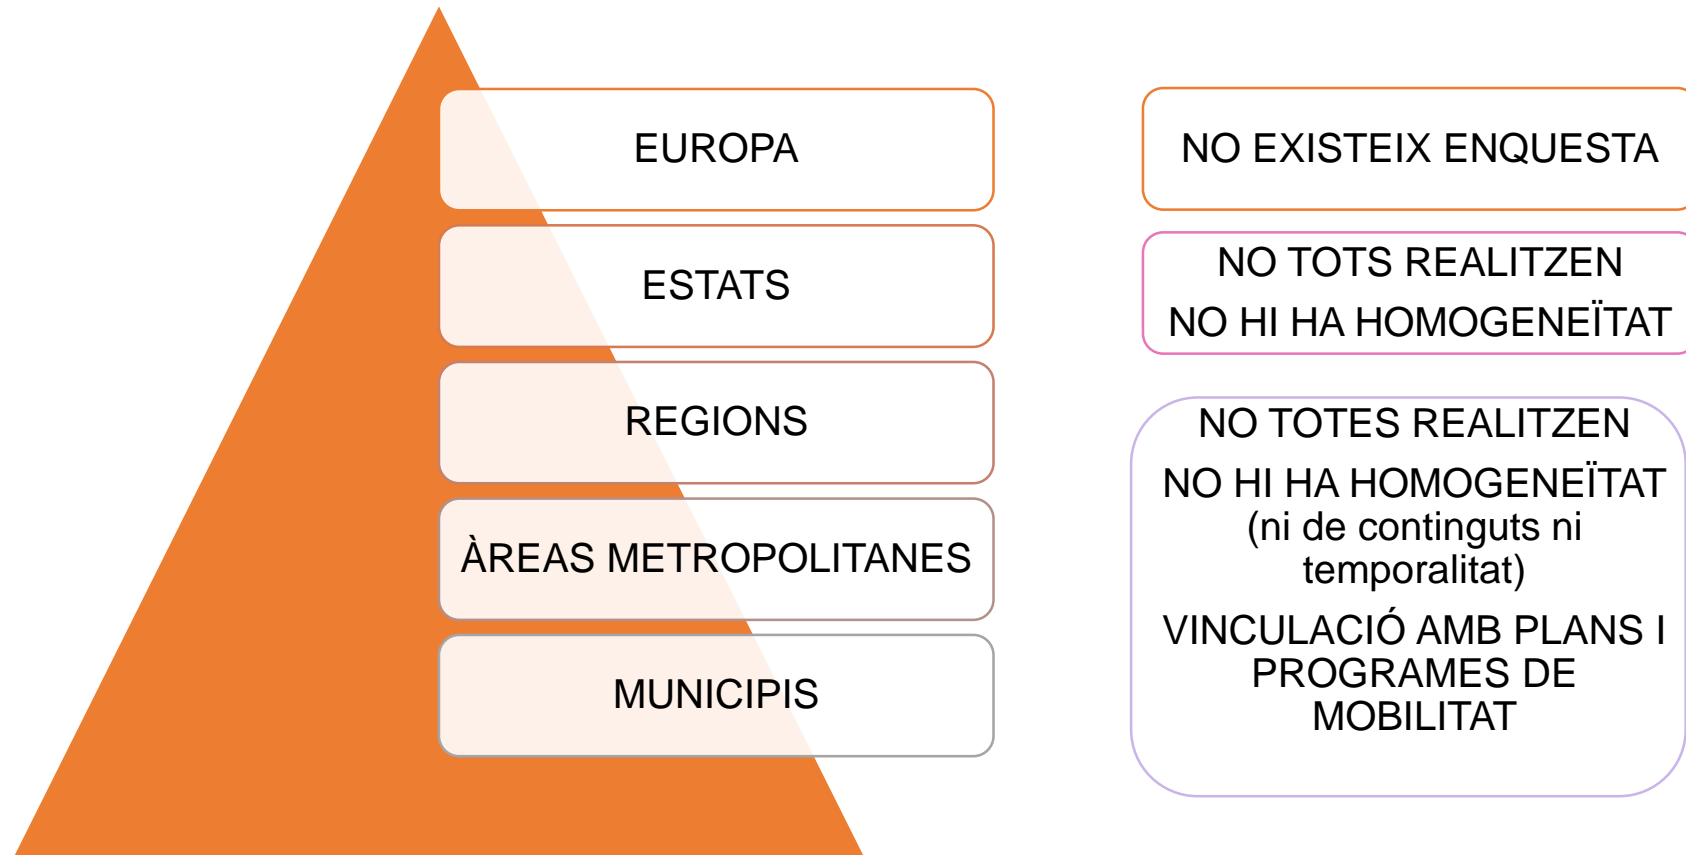 EUROPA
NO EXISTEIX ENQUESTA
ESTATS
NO TOTS REALITZEN
NO HI HA HOMOGENEÏTAT
REGIONS
ÀREAS METROPOLITANES
MUNICIPIS
NO TOTES REALITZEN
NO HI HA HOMOGENEÏTAT
(ni de continguts ni
temporalitat)
VINCULACIÓ AMB PLANS I
PROGRAMES DE
MOBILITAT